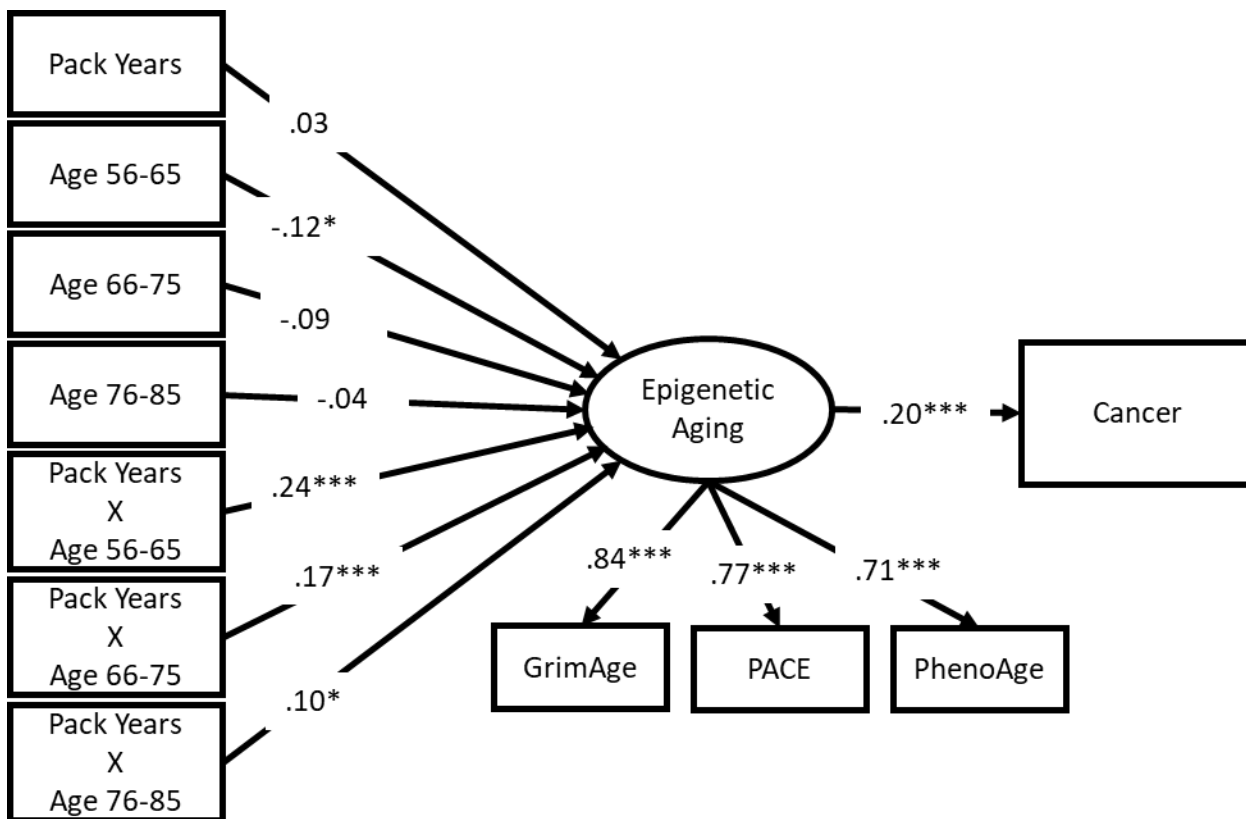 Pack Years
.03
Age 56-65
-.12*
Age 66-75
-.09
Age 76-85
-.04
Pack Years
X
Age 56-65
.24***
Pack Years
X
Age 66-75
.17***
Pack Years
X
Age 76-85
.10*
Epigenetic
Aging
.20***
Cancer
.84***
.77***
.71***
GrimAge
PACE
PhenoAge